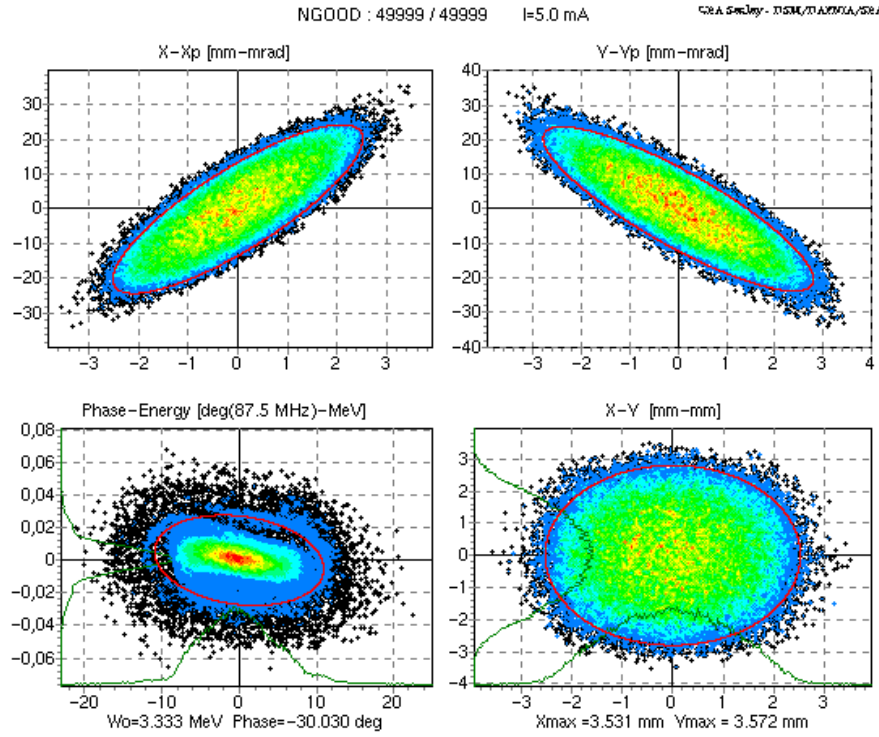 NGOOD : 49999 / 49999 I=5.0 mA
X-Xp [mm-mrad]
30
20
10
0
-10
-20
-30
-3 -2 -1 0 1 2 3
Y-Yp [mm-mrad]
40
30
20
10
0
-10
-20
-30
-40
-3 -2 -1 0 1 2 3 4
Phase-Energy [deg(87.5 MHz)-MeV]
0,08
0,06
0,04
0,02
0
-0,02
-0,04
-0,06
-20 -10 0 10 20
Wo=3.333 MeV Phase=-30.030 deg
X-Y [mm-mm]
3
2
1
0
-1
-2
-3
-4
-3 -2 -1 0 1 2 3
Xmax =3.531 mm Ymax = 3.572 mm